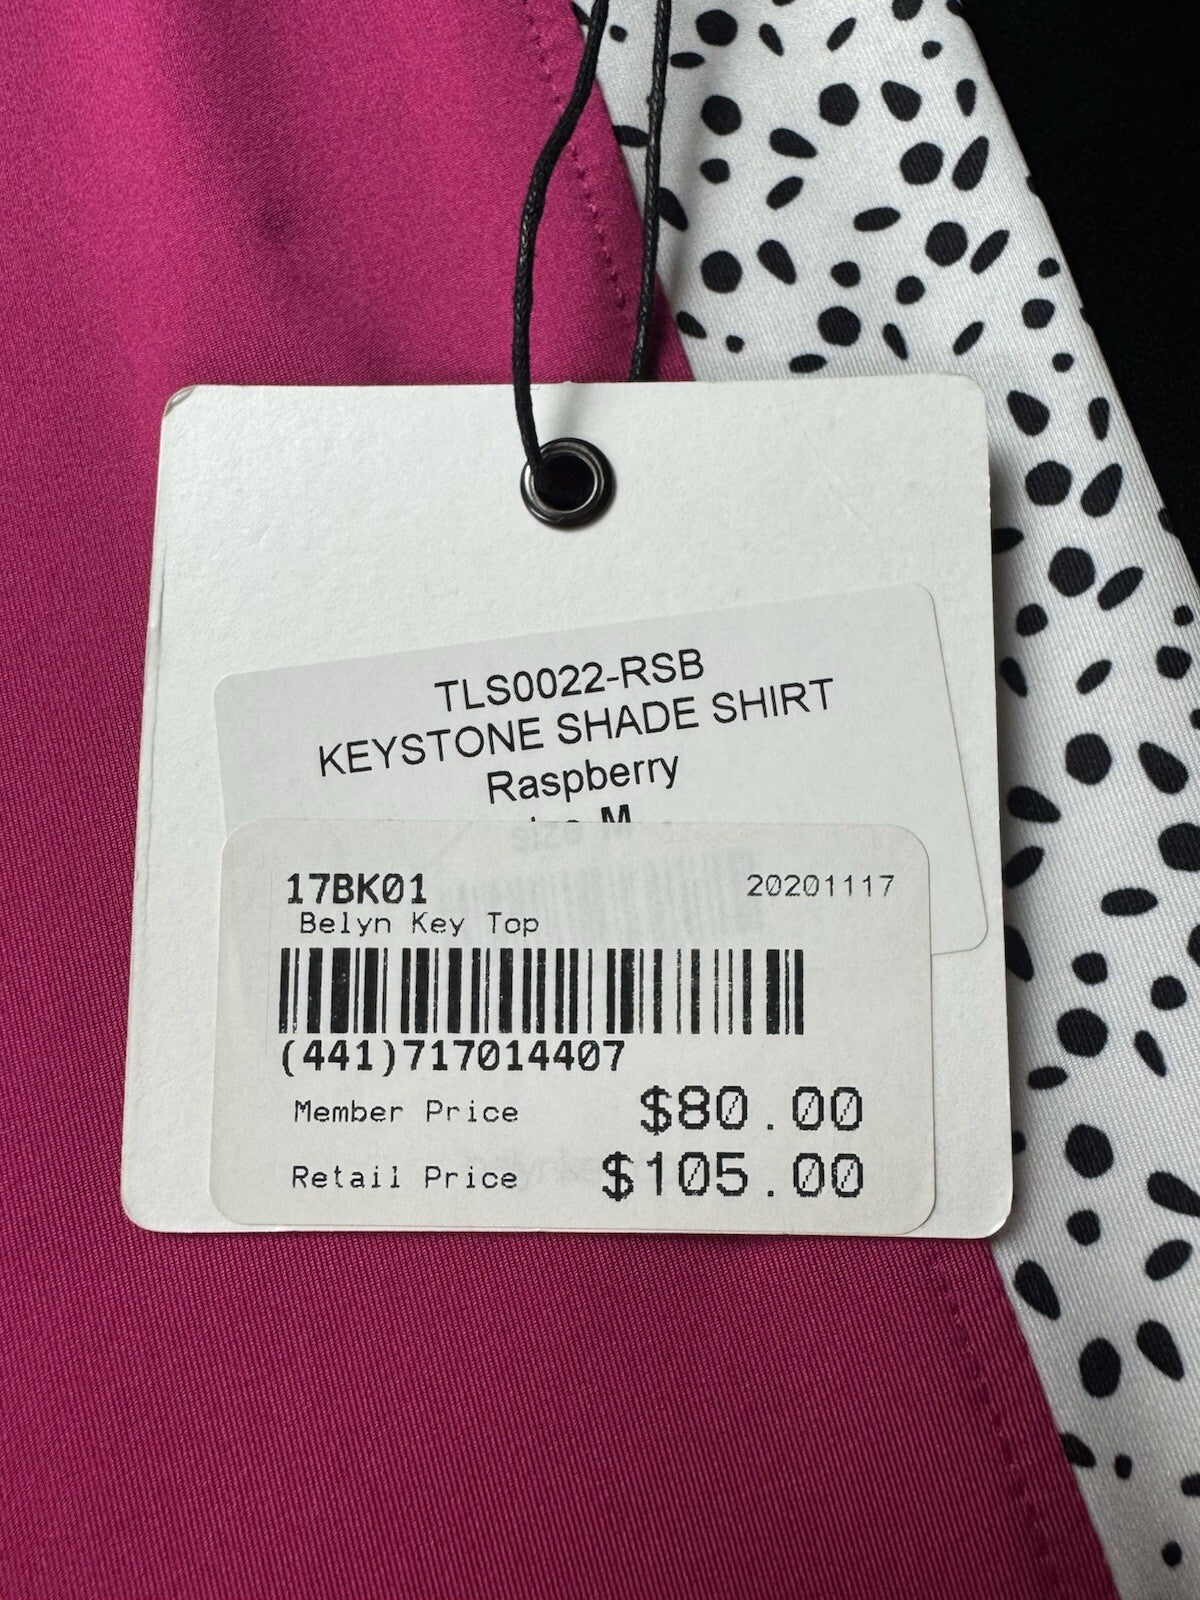 TLS0022-RSB
KEYSTONE SHADE SHIRT
Raspberry
size M
17BK01 20201117
Belyn Key Top
(441)717014407
Member Price $80.00
Retail Price $105.00